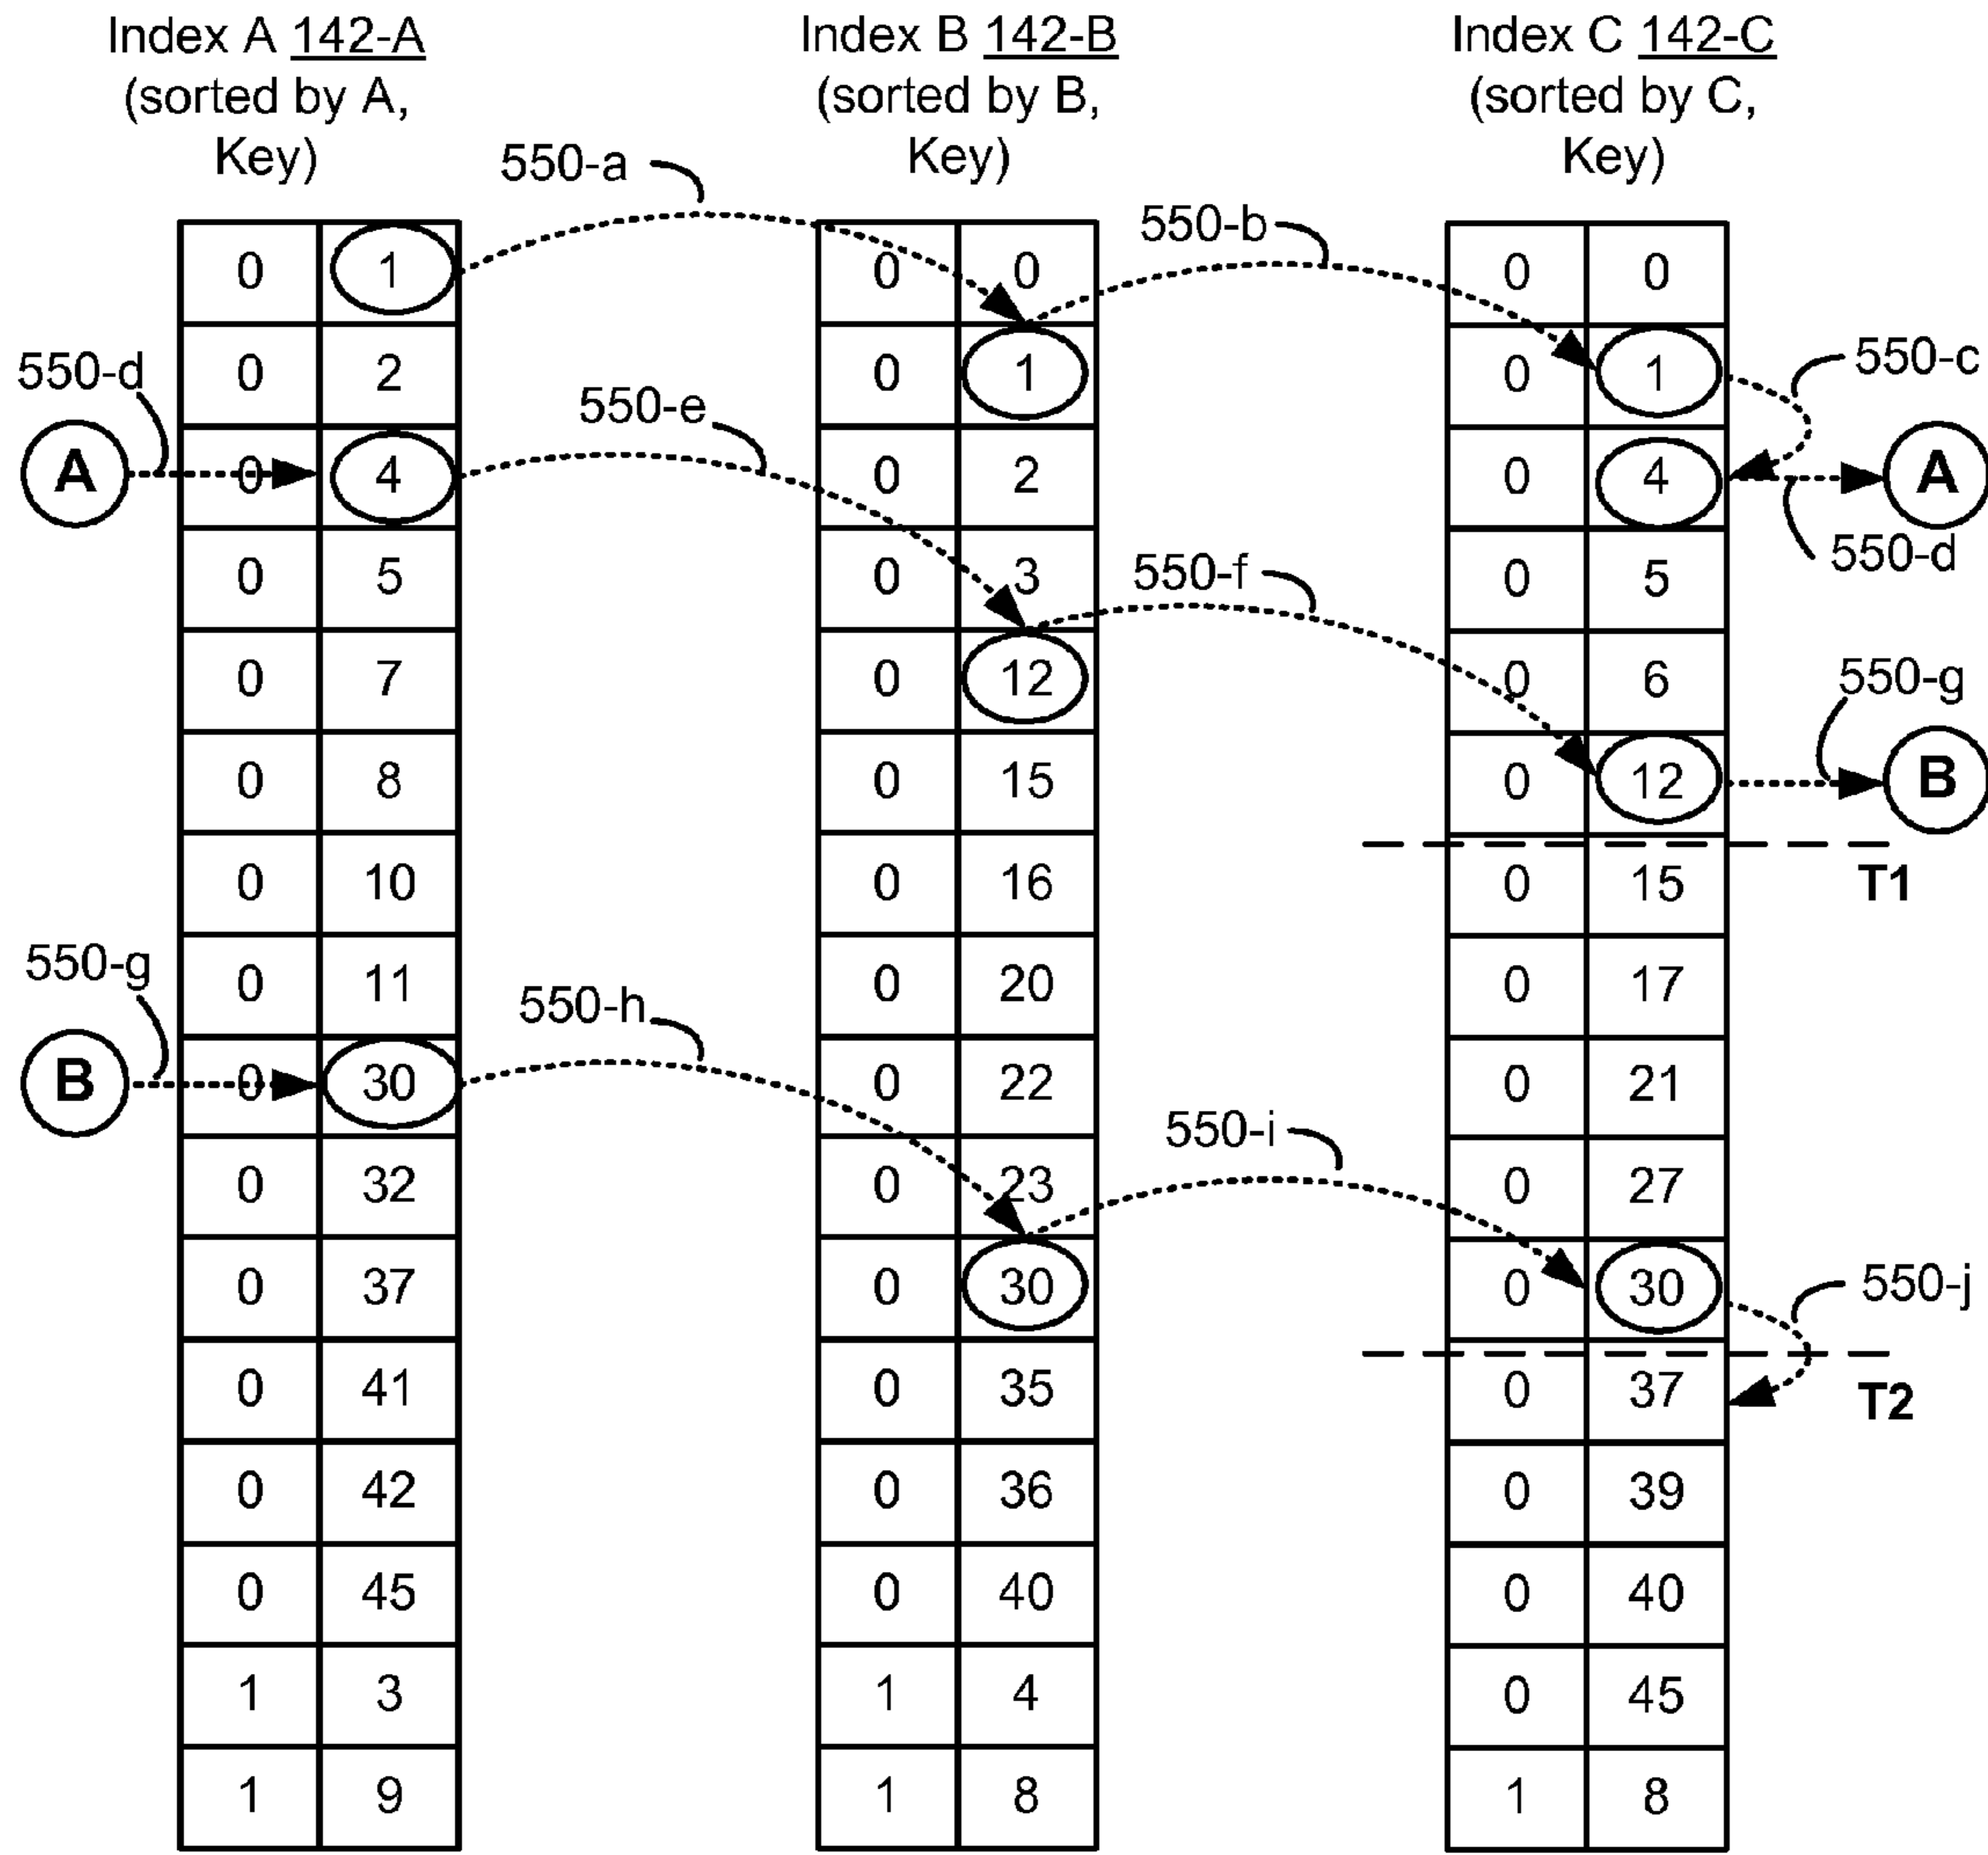 Index A 142-A Index B 142-B Index C 142-C
(sorted by A, (sorted by B, (sorted by C,
Key) Key) Key)
550-a
550-b
0 1 0 0 0 0
550-d 0 2 0 1 0 1 550-c
550-e
A 0 4 0 2 0 4 A
550-d
0 5 0 3 0 5
550-f
0 7 0 12 0 6 550-g
0 8 0 15 0 12 B
0 10 0 16 0 15 T1
550-g 0 11 0 20 0 17
550-h
B 0 30 0 22 0 21
550-i
0 32 0 23 0 27
0 37 0 30 0 30 550-j
0 41 0 35 0 37 T2
0 42 0 36 0 39
0 45 0 40 0 40
1 3 1 4 0 45
1 9 1 8 1 8